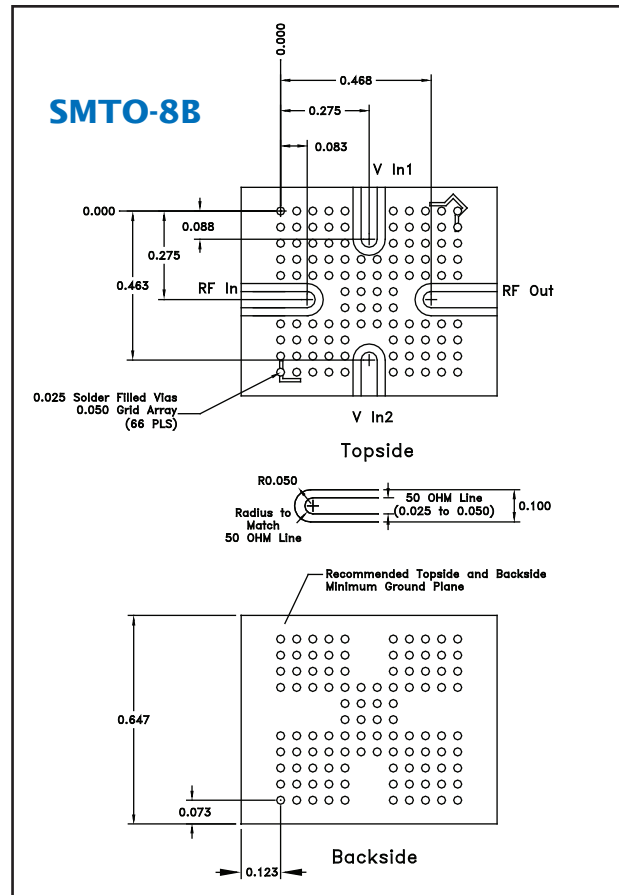 0.000
0.468
SMTO-8B
0.275
0.083
V In1
0.000
0.088
0.275
0.463
RF In
RF Out
0.025 Solder Filled Vias
0.050 Grid Array
(66 PLS)
V In2
Topside
R0.050
50 OHM Line
(0.025 to 0.050)
0.100
Radius to
Match
50 OHM Line
Recommended Topside and Backside
Minimum Ground Plane
0.647
0.073
0.123
Backside